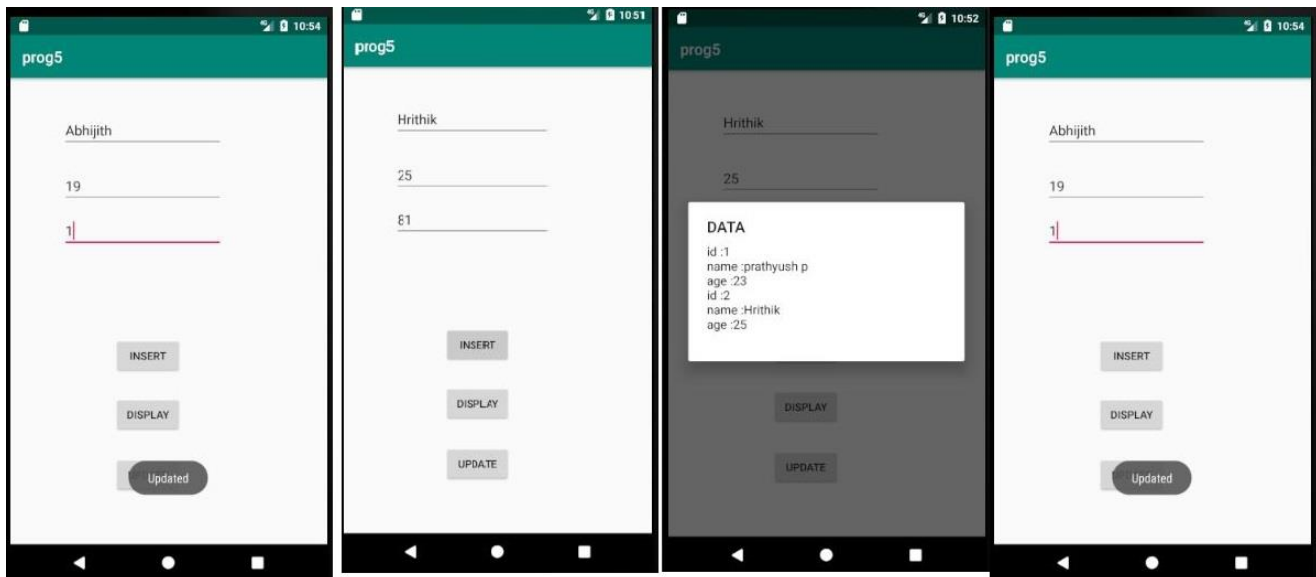 10:54
prog5
Abhijith
19
1
INSERT
DISPLAY
Updated
10:51
prog5
Hrithik
25
81
INSERT
DISPLAY
UPDATE
10:52
prog5
Hrithik
25
DATA
id :1
name :prathyush p
age :23
id :2
name :Hrithik
age :25
DISPLAY
UPDATE
10:54
prog5
Abhijith
19
1
INSERT
DISPLAY
Updated